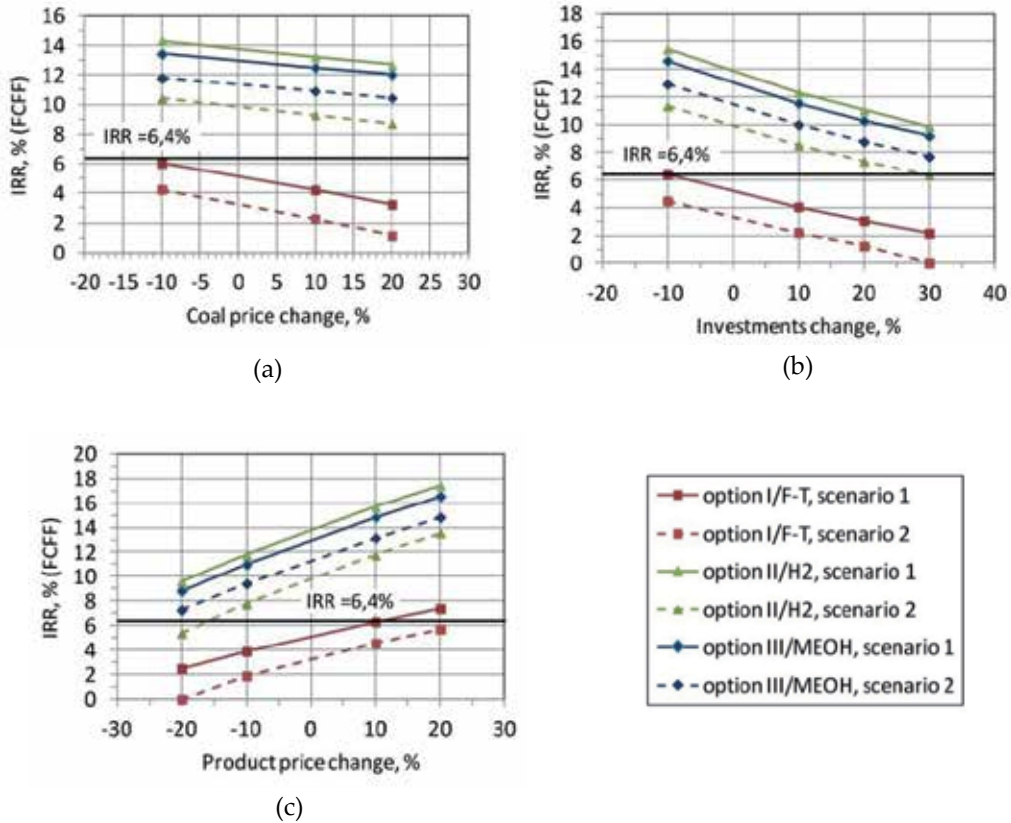 16
14
12
10
8
6
4
2
0
IRR, % (FCFF)
IRR =6,4%
-20 -15 -10 -5 0 5 10 15 20 25 30
Coal price change, %
(a)
18
16
14
12
10
8
6
4
2
0
IRR, % (FCFF)
IRR =6,4%
-20 -10 0 10 20 30 40
Investments change, %
(b)
20
18
16
14
12
10
8
6
4
2
0
IRR, % (FCFF)
IRR =6,4%
-30 -20 -10 0 10 20 30
Product price change, %
(c)
option I/F-T, scenario 1
option I/F-T, scenario 2
option II/H2, scenario 1
option II/H2, scenario 2
option III/MEOH, scenario 1
option III/MEOH, scenario 2